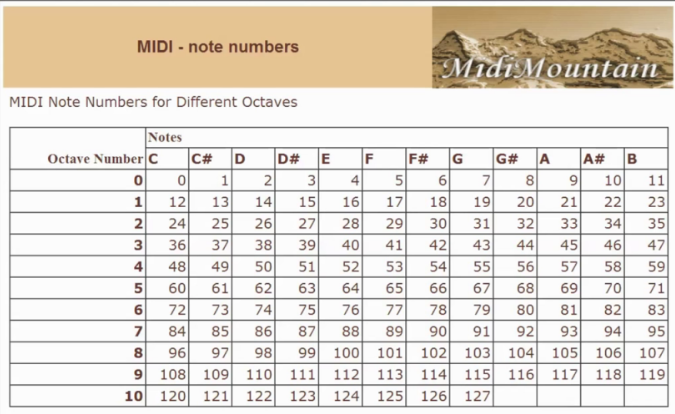 MIDI - note numbers
MidiMountain
MIDI Note Numbers for Different Octaves
Notes
Octave Number C C# D D# E F F# G G# A A# B
0 0 1 2 3 4 5 6 7 8 9 10 11
1 12 13 14 15 16 17 18 19 20 21 22 23
2 24 25 26 27 28 29 30 31 32 33 34 35
3 36 37 38 39 40 41 42 43 44 45 46 47
4 48 49 50 51 52 53 54 55 56 57 58 59
5 60 61 62 63 64 65 66 67 68 69 70 71
6 72 73 74 75 76 77 78 79 80 81 82 83
7 84 85 86 87 88 89 90 91 92 93 94 95
8 96 97 98 99 100 101 102 103 104 105 106 107
9 108 109 110 111 112 113 114 115 116 117 118 119
10 120 121 122 123 124 125 126 127